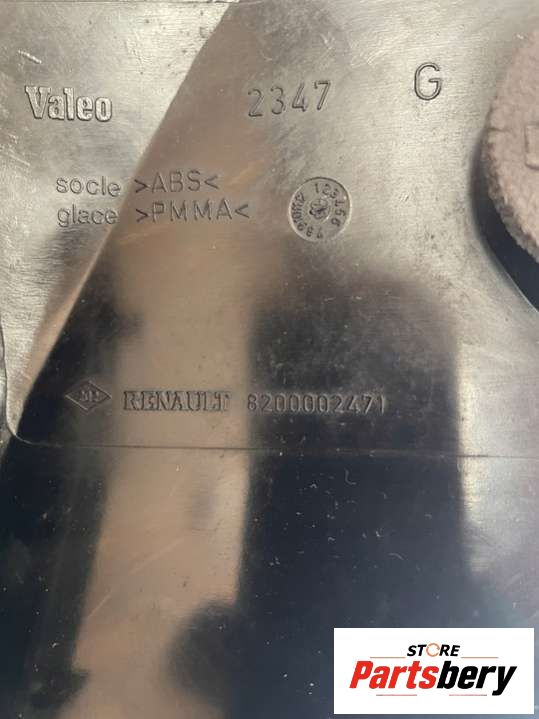 Valeo 2347 G
socle >ABS<
glace >PMMA<
RENAULT 8200002471
STORE
Partsbery